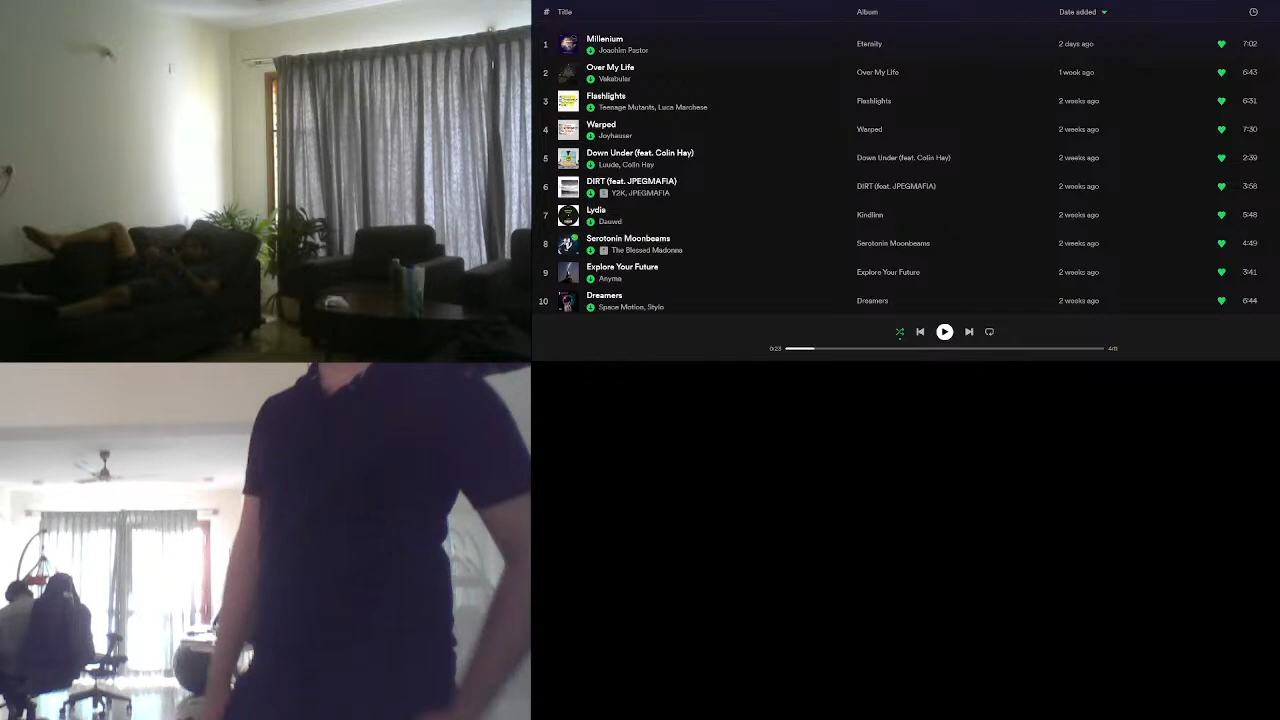 # Title Album Date added
1 Millenium Eternity 2 days ago 7:02
Joachim Pastor
2 Over My Life Over My Life 1 week ago 6:43
Vakabular
3 Flashlights Flashlights 2 weeks ago 6:31
Teenage Mutants, Luca Marchese
4 Warped Warped 2 weeks ago 7:30
Joyhauser
5 Down Under (feat. Colin Hay) Down Under (feat. Colin Hay) 2 weeks ago 2:39
Luude, Colin Hay
6 DIRT (feat. JPEGMAFIA) DIRT (feat. JPEGMAFIA) 2 weeks ago 3:58
E Y2K, JPEGMAFIA
7 Lydia Kindlinn 2 weeks ago 5:48
Dauwd
8 Serotonin Moonbeams Serotonin Moonbeams 2 weeks ago 4:49
E The Blessed Madonna
9 Explore Your Future Explore Your Future 2 weeks ago 3:41
Anyma
10 Dreamers Dreamers 2 weeks ago 6:44
Space Motion, Stylo
0:23 4:11